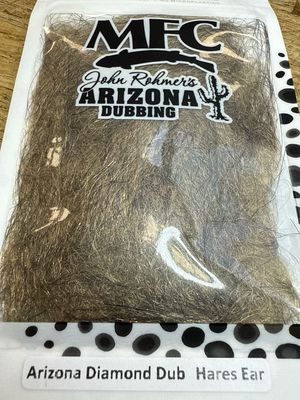 MFC
John Rohmer's
ARIZONA
DUBBING
Arizona Diamond Dub Hares Ear